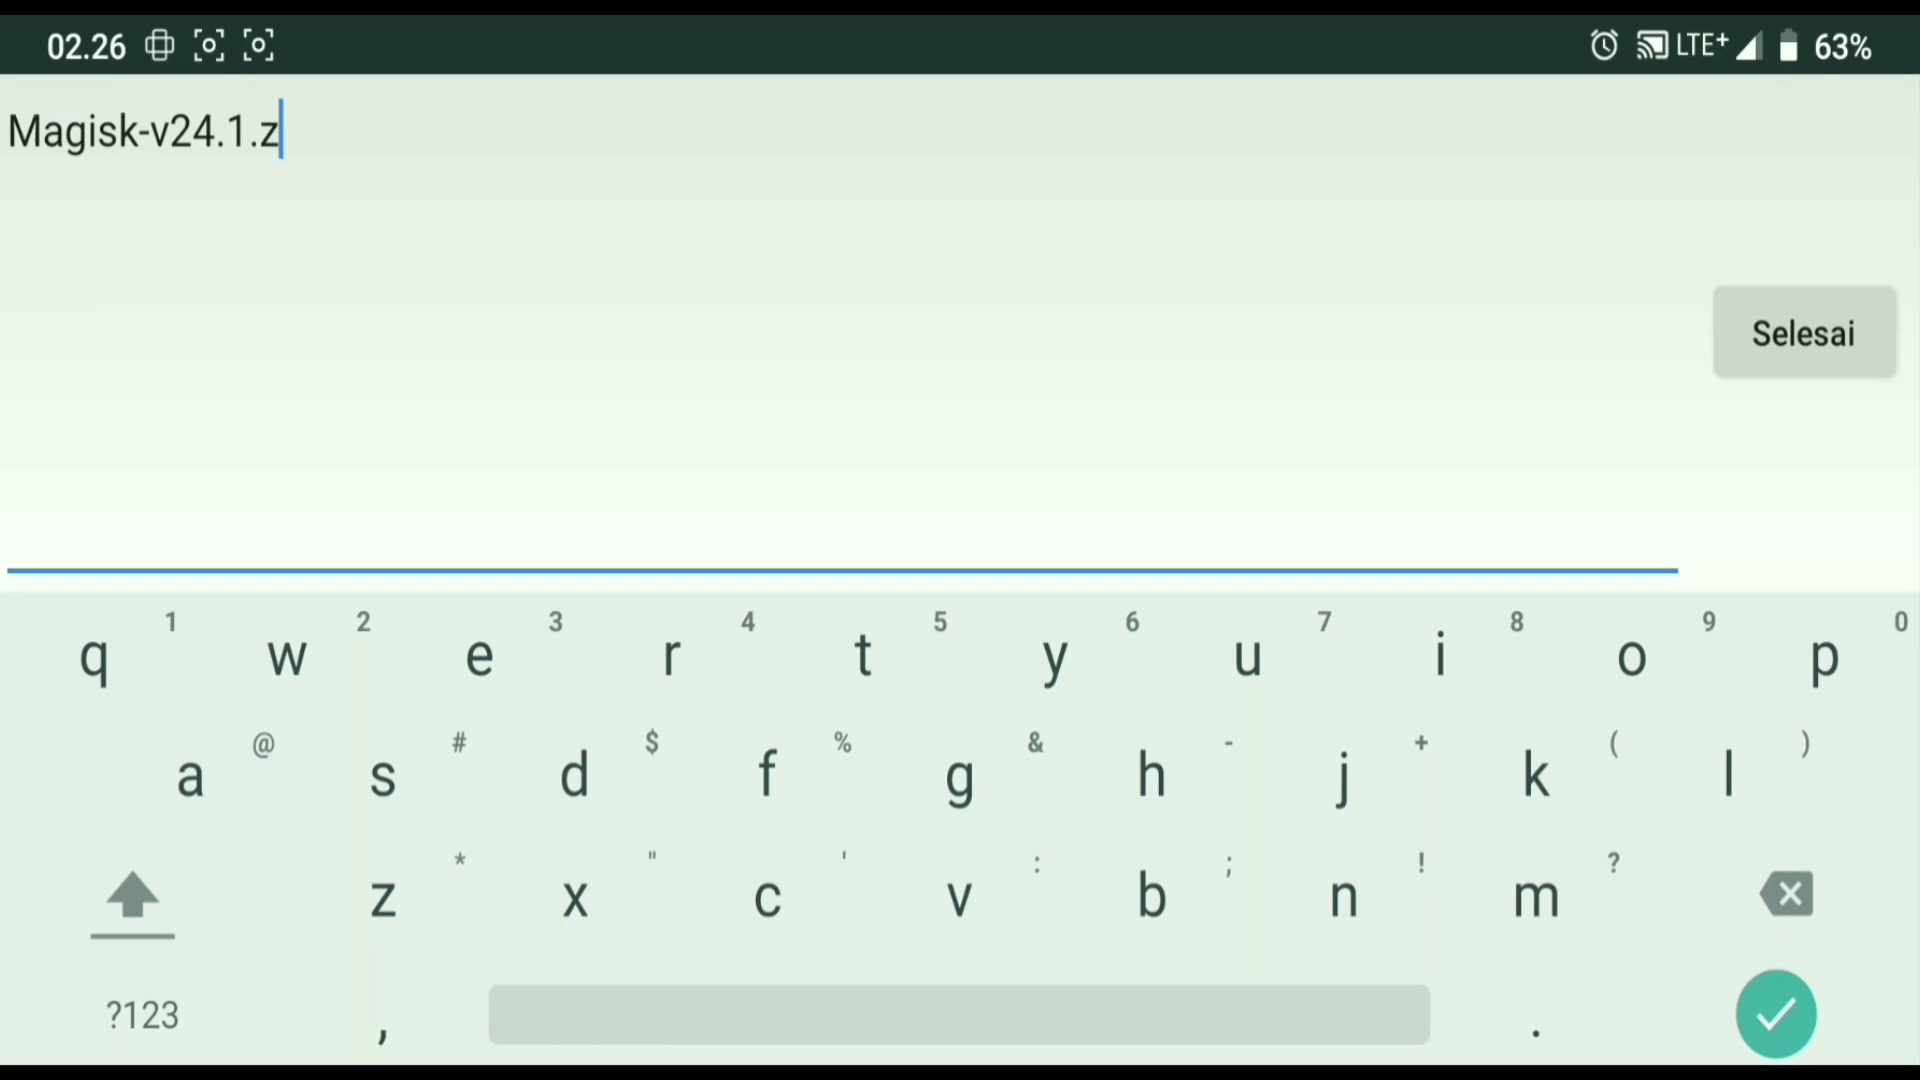 02.26 LTE+ 63%
Magisk-v24.1.z
Selesai
1 2 3 4 5 6 7 8 9 0
q w e r t y u i o p
@ # $ % & - + ( )
a s d f g h j k l
* " ' : ; ! ?
z x c v b n m
?123 , .